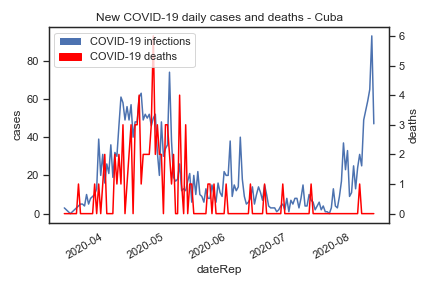 New COVID-19 daily cases and deaths - Cuba
COVID-19 infections
COVID-19 deaths
cases
80
60
40
20
0
6
5
4
3
2
1
0
deaths
2020-04
2020-05
2020-06
2020-07
2020-08
dateRep